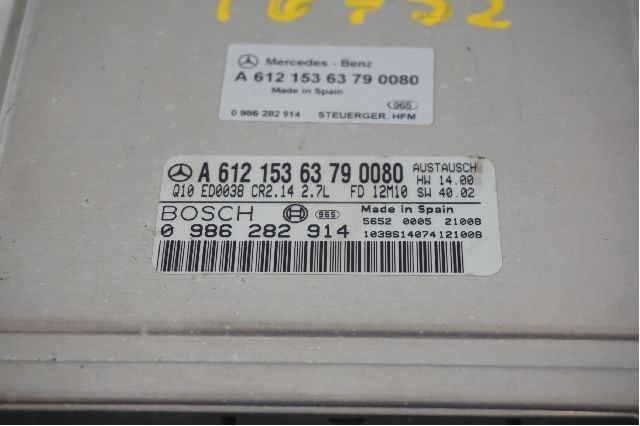 16732
Mercedes - Benz
A 612 153 63 79 0080
Made in Spain
965
0 986 282 914 STEUERGER. HFM
A 612 153 63 79 0080 AUSTAUSCH
HW 14.00
Q10 ED0038 CR2.14 2.7L FD 12M10 SW 40.02
BOSCH 965 Made in Spain
5652 0005 21008
0 986 282 914 1039S14074121008